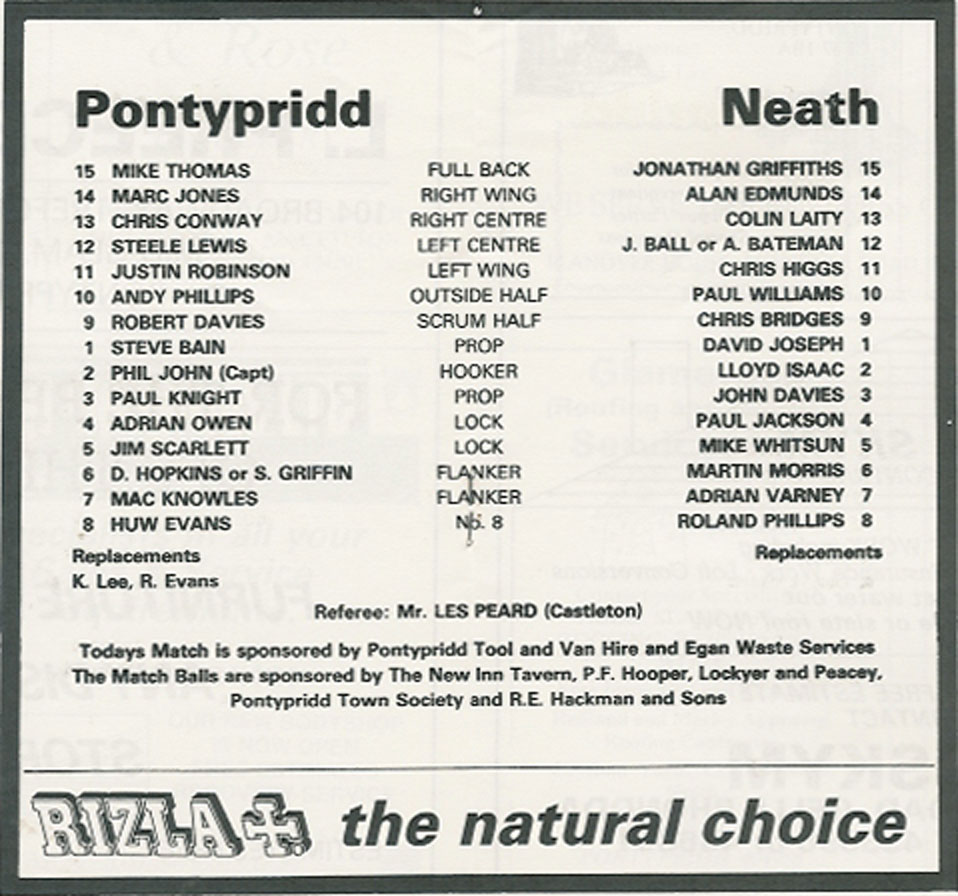 Pontypridd Neath
15 MIKE THOMAS FULL BACK JONATHAN GRIFFITHS 15
14 MARC JONES RIGHT WING ALAN EDMUNDS 14
13 CHRIS CONWAY RIGHT CENTRE COLIN LAITY 13
12 STEELE LEWIS LEFT CENTRE J. BALL or A. BATEMAN 12
11 JUSTIN ROBINSON LEFT WING CHRIS HIGGS 11
10 ANDY PHILLIPS OUTSIDE HALF PAUL WILLIAMS 10
9 ROBERT DAVIES SCRUM HALF CHRIS BRIDGES 9
1 STEVE BAIN PROP DAVID JOSEPH 1
2 PHIL JOHN (Capt) HOOKER LLOYD ISAAC 2
3 PAUL KNIGHT PROP JOHN DAVIES 3
4 ADRIAN OWEN LOCK PAUL JACKSON 4
5 JIM SCARLETT LOCK MIKE WHITSUN 5
6 D. HOPKINS or S. GRIFFIN FLANKER MARTIN MORRIS 6
7 MAC KNOWLES FLANKER ADRIAN VARNEY 7
8 HUW EVANS No. 8 ROLAND PHILLIPS 8
Replacements Replacements
K. Lee, R. Evans
Referee: Mr. LES PEARD (Castleton)
Todays Match is sponsored by Pontypridd Tool and Van Hire and Egan Waste Services
The Match Balls are sponsored by The New Inn Tavern, P.F. Hooper, Lockyer and Peacey,
Pontypridd Town Society and R.E. Hackman and Sons
RIZLA+. the natural choice